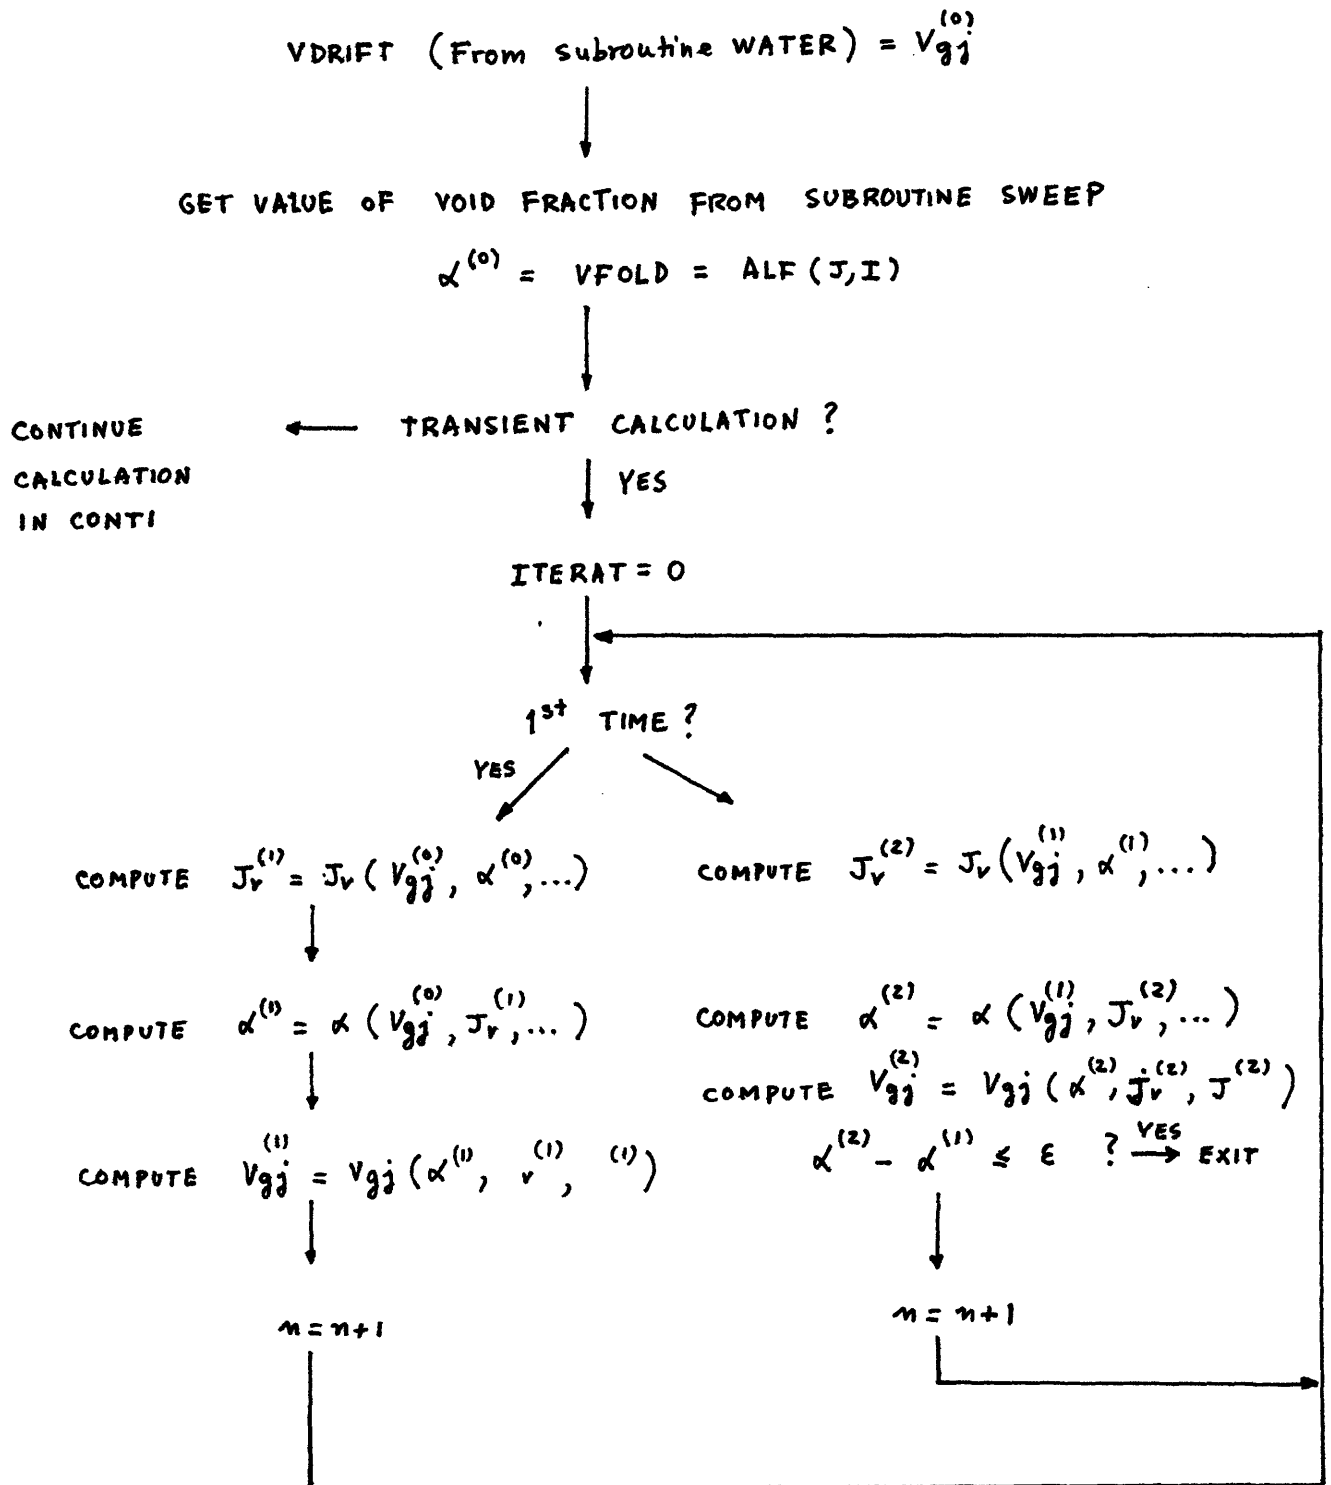 VDRIFT (From subroutine WATER) = Vgj^(0)
GET VALUE OF VOID FRACTION FROM SUBROUTINE SWEEP
α^(0) = VFOLD = ALF(J,I)
CONTINUE
CALCULATION
IN CONTI
TRANSIENT CALCULATION ?
YES
ITERAT = 0
1st TIME ?
YES
COMPUTE Jv^(1) = Jv(Vgj^(0), α^(0),...)
COMPUTE α^(1) = α(Vgj^(0), Jv^(1),...)
COMPUTE Vgj^(1) = Vgj(α^(1), v^(1), ^(1))
n = n+1
COMPUTE Jv^(2) = Jv(Vgj^(1), α^(1),...)
COMPUTE α^(2) = α(Vgj^(1), Jv^(2),...)
COMPUTE Vgj^(2) = Vgj(α^(2), jv^(2), J^(2))
α^(2) - α^(1) ≤ ε ? YES → EXIT
n = n+1